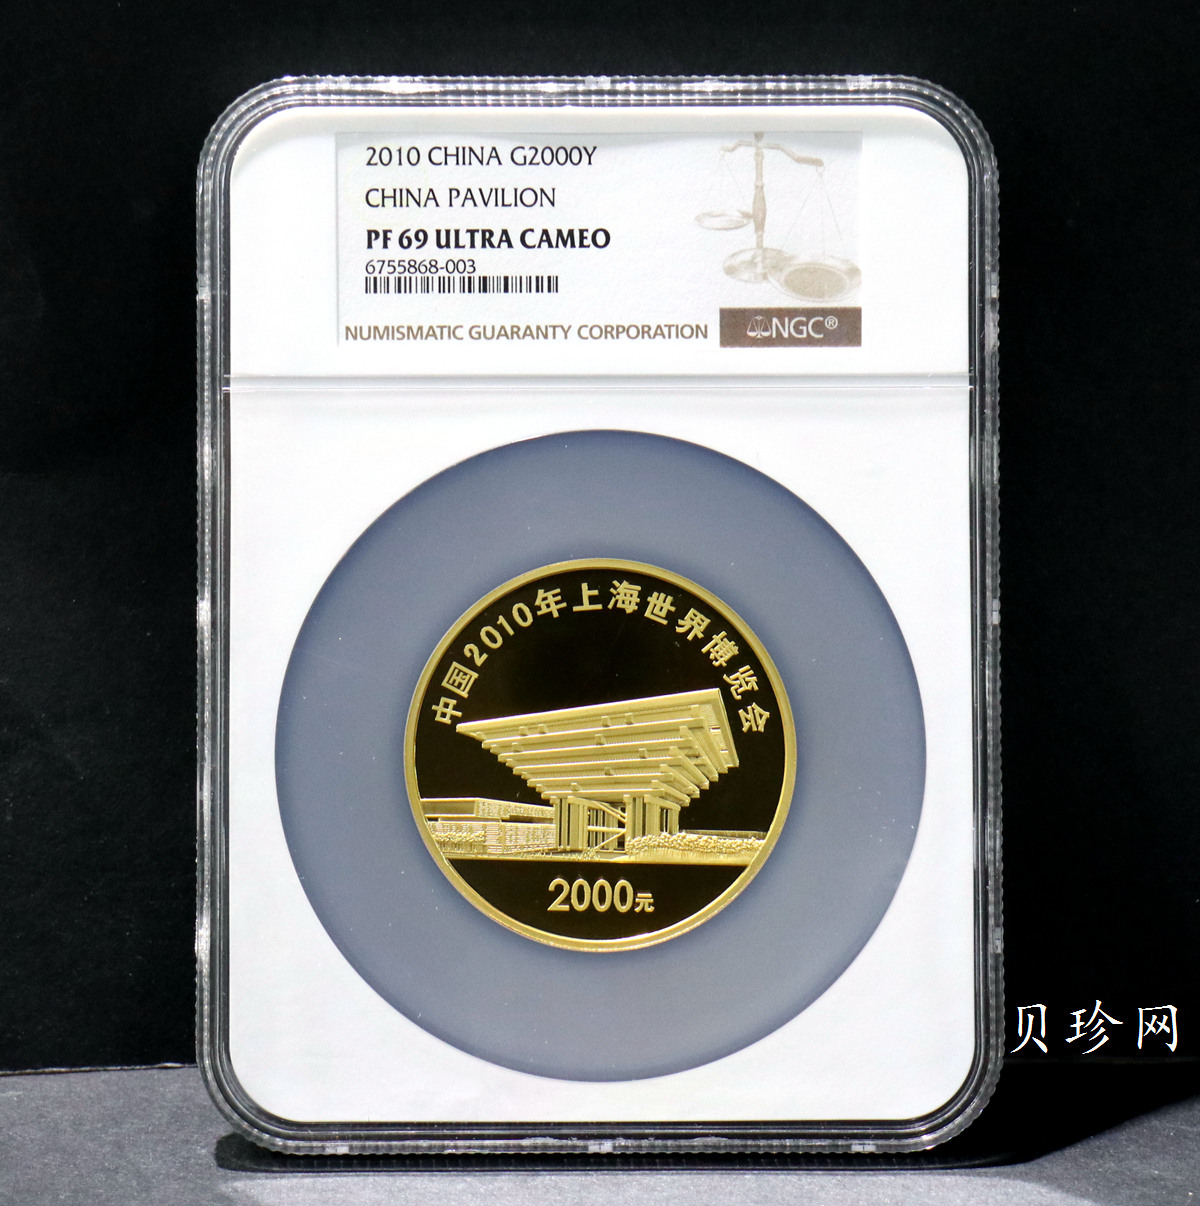 2010 CHINA G2000Y
CHINA PAVILION
PF 69 ULTRA CAMEO
6755868-003
NUMISMATIC GUARANTY CORPORATION
NGC®
中国2010年上海世界博览会
2000元
贝珍网